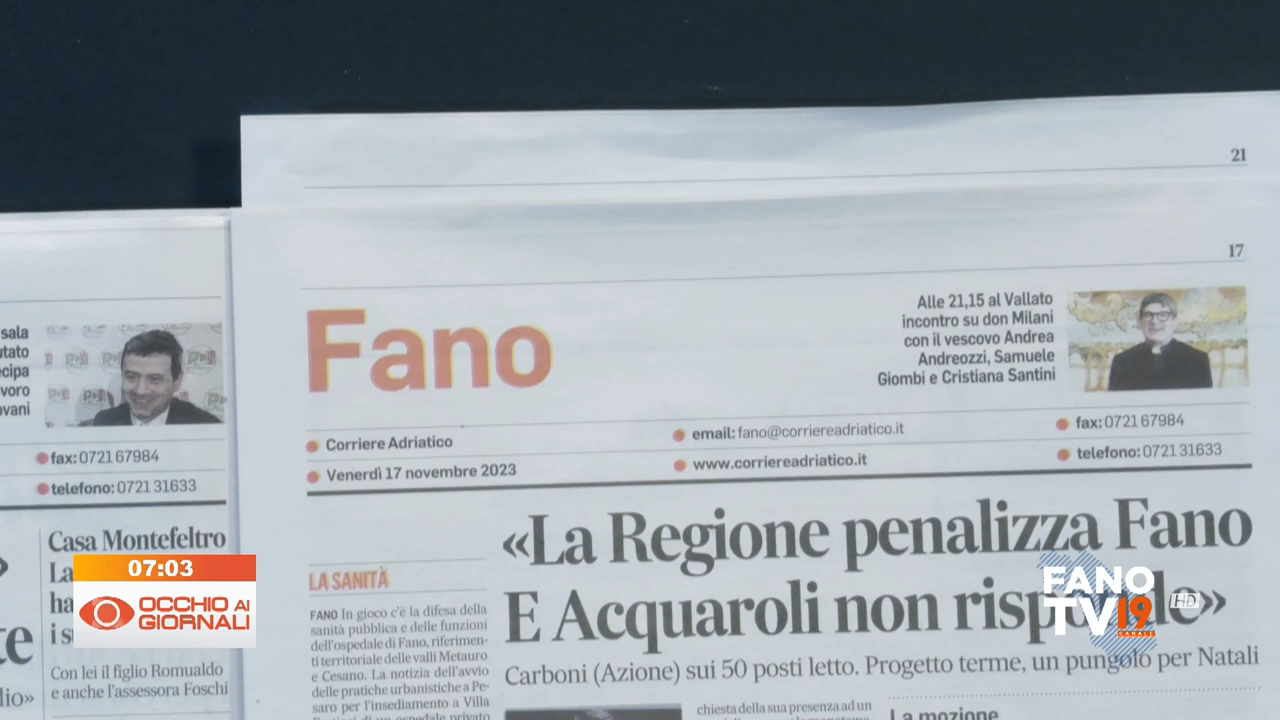 21
17
Fano
Alle 21,15 al Vallato
incontro su don Milani
con il vescovo Andrea
Andreozzi, Samuele
Giombi e Cristiana Santini
Corriere Adriatico
Venerdì 17 novembre 2023
email: fano@corriereadriatico.it
www.corriereadriatico.it
fax: 0721 67984
telefono: 0721 31633
«La Regione penalizza Fano
E Acquaroli non risponde»
Carboni (Azione) sui 50 posti letto. Progetto terme, un pungolo per Natali
LA SANITÀ
FANO In gioco c'è la difesa della
sanità pubblica e delle funzioni
dell'ospedale di Fano, riferimen-
ti territoriale delle valli Metauro
e Cesano. La notizia dell'avvio
delle pratiche urbanistiche a Pe-
saro per l'insediamento a Villa
di un ospedale privato
chiesta della sua presenza ad un
La mozione
sala
fax: 0721 67984
telefono: 0721 31633
Casa Montefeltro
La
ha
i s
Con lei il figlio Romualdo
e anche l'assessora Foschi
07:03
OCCHIO AI
GIORNALI
FANO
TV19
CANALE
HD